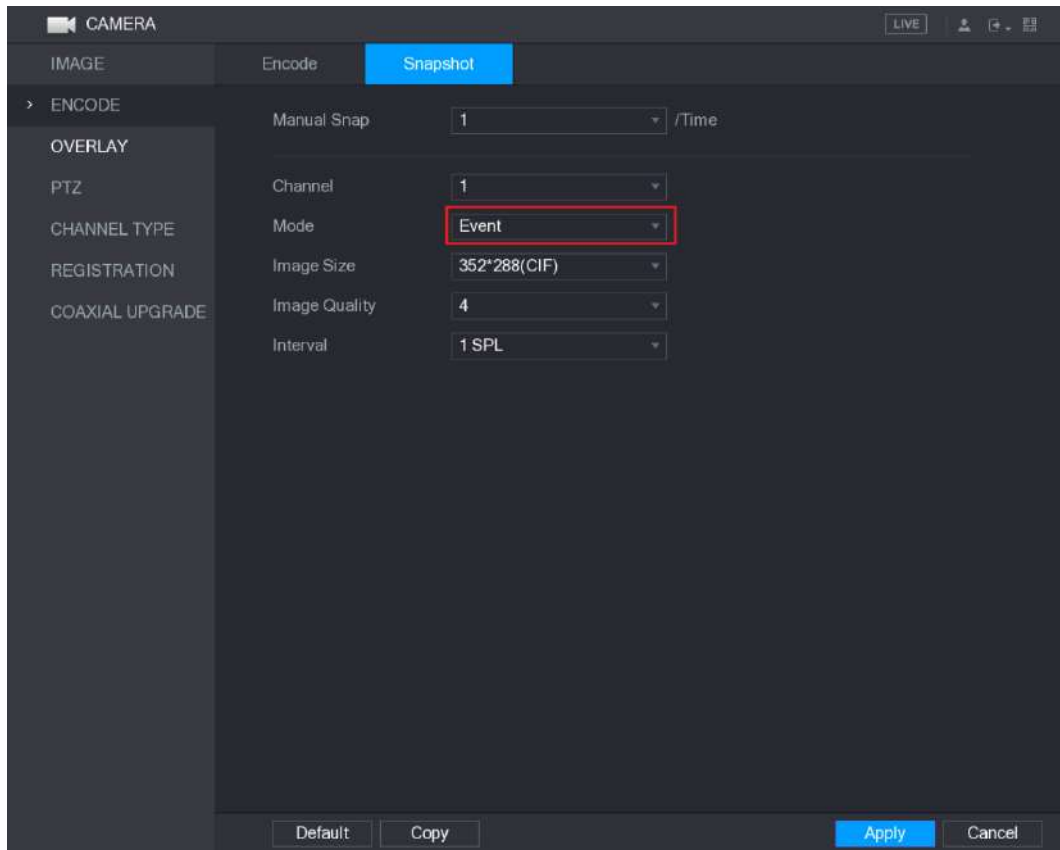 CAMERA LIVE
IMAGE
ENCODE
OVERLAY
PTZ
CHANNEL TYPE
REGISTRATION
COAXIAL UPGRADE
Encode Snapshot
Manual Snap 1 /Time
Channel 1
Mode Event
Image Size 352*288(CIF)
Image Quality 4
Interval 1 SPL
Default Copy Apply Cancel